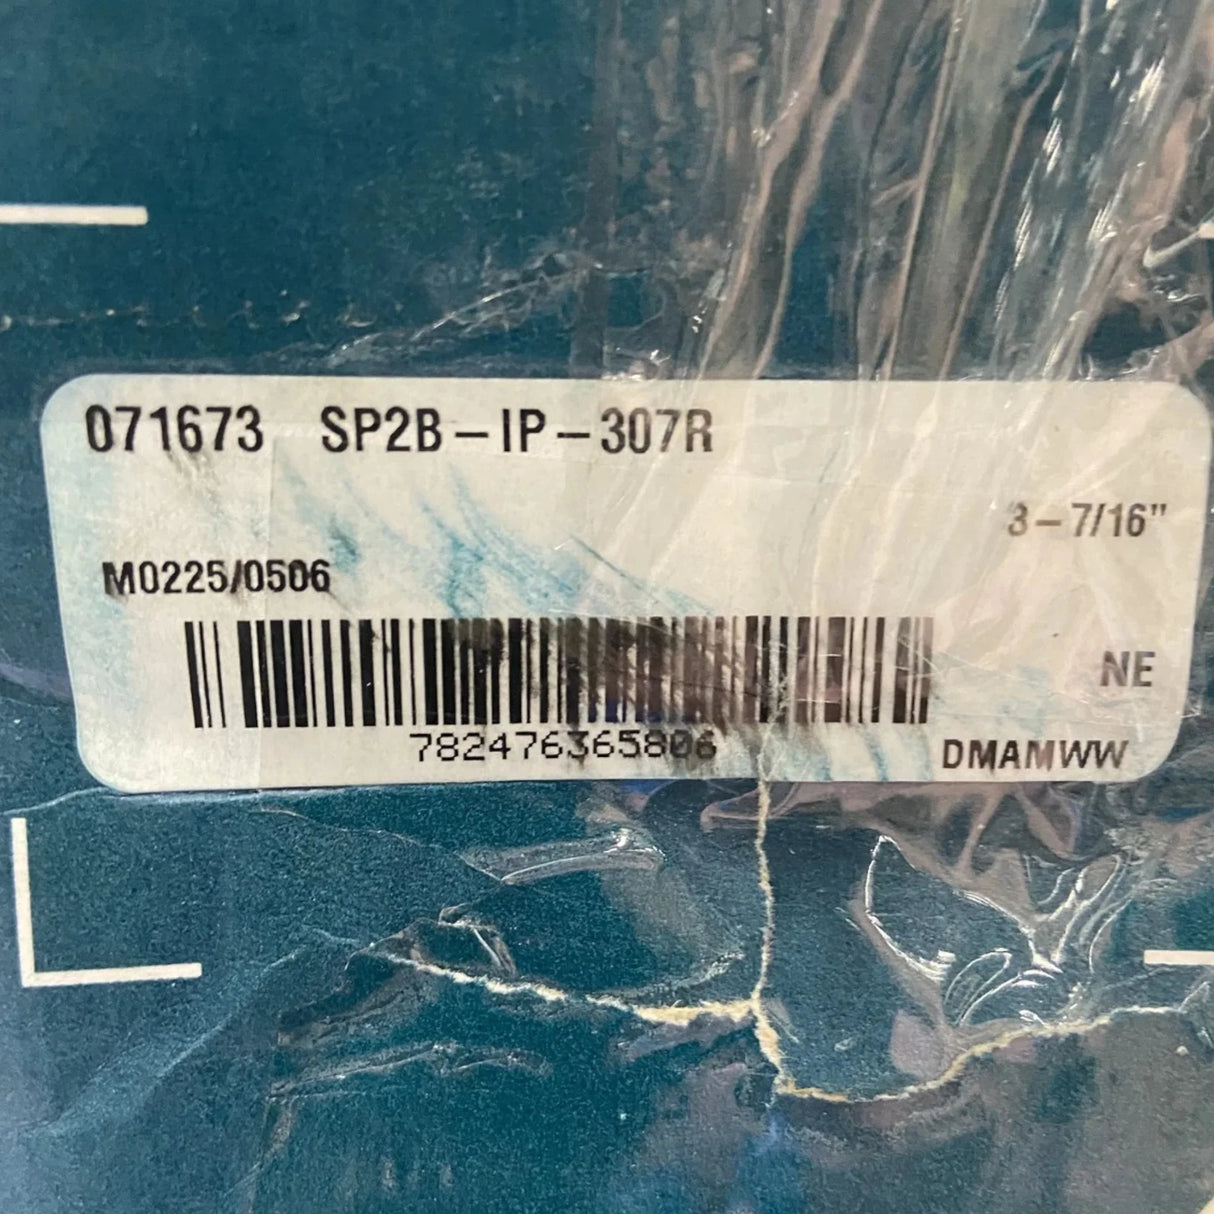 071673 SP2B-IP-307R
3-7/16"
M0225/0506
NE
782476365806
DMAMWW